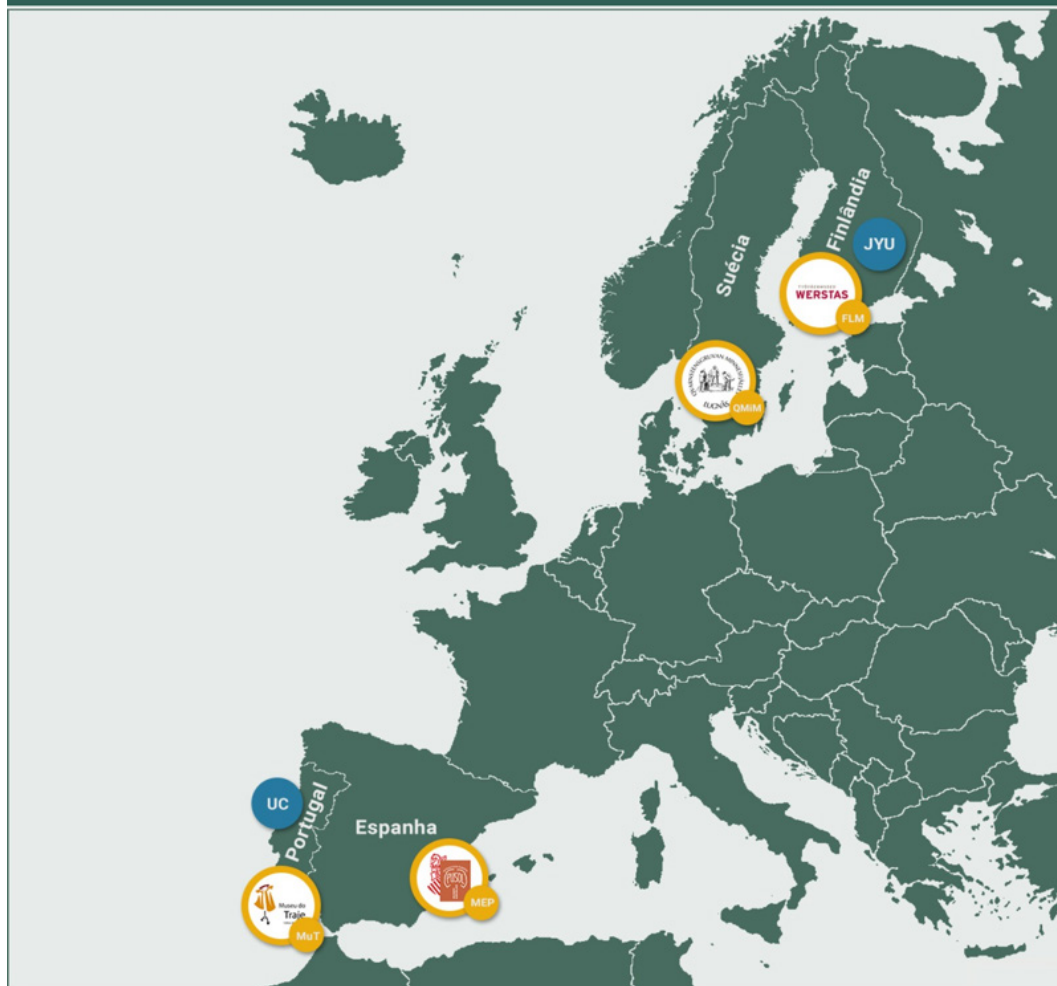 Finlândia
JYU
Suécia
WERSTAS
FLM
QMiM
Portugal
UC
Espanha
MEP
Museu do
Traje
MuT